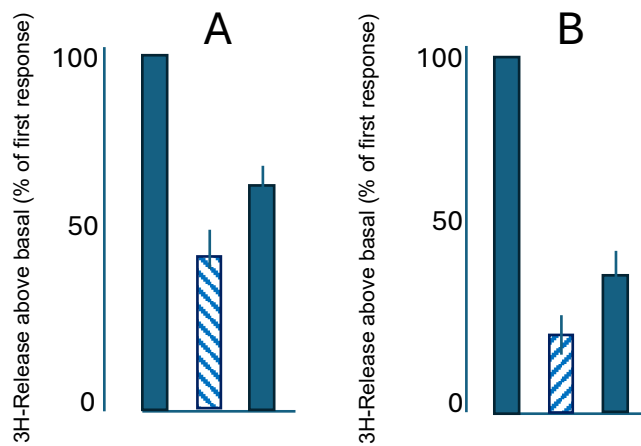 A
3H-Release above basal (% of first response)
100
50
0
B
3H-Release above basal (% of first response)
100
50
0